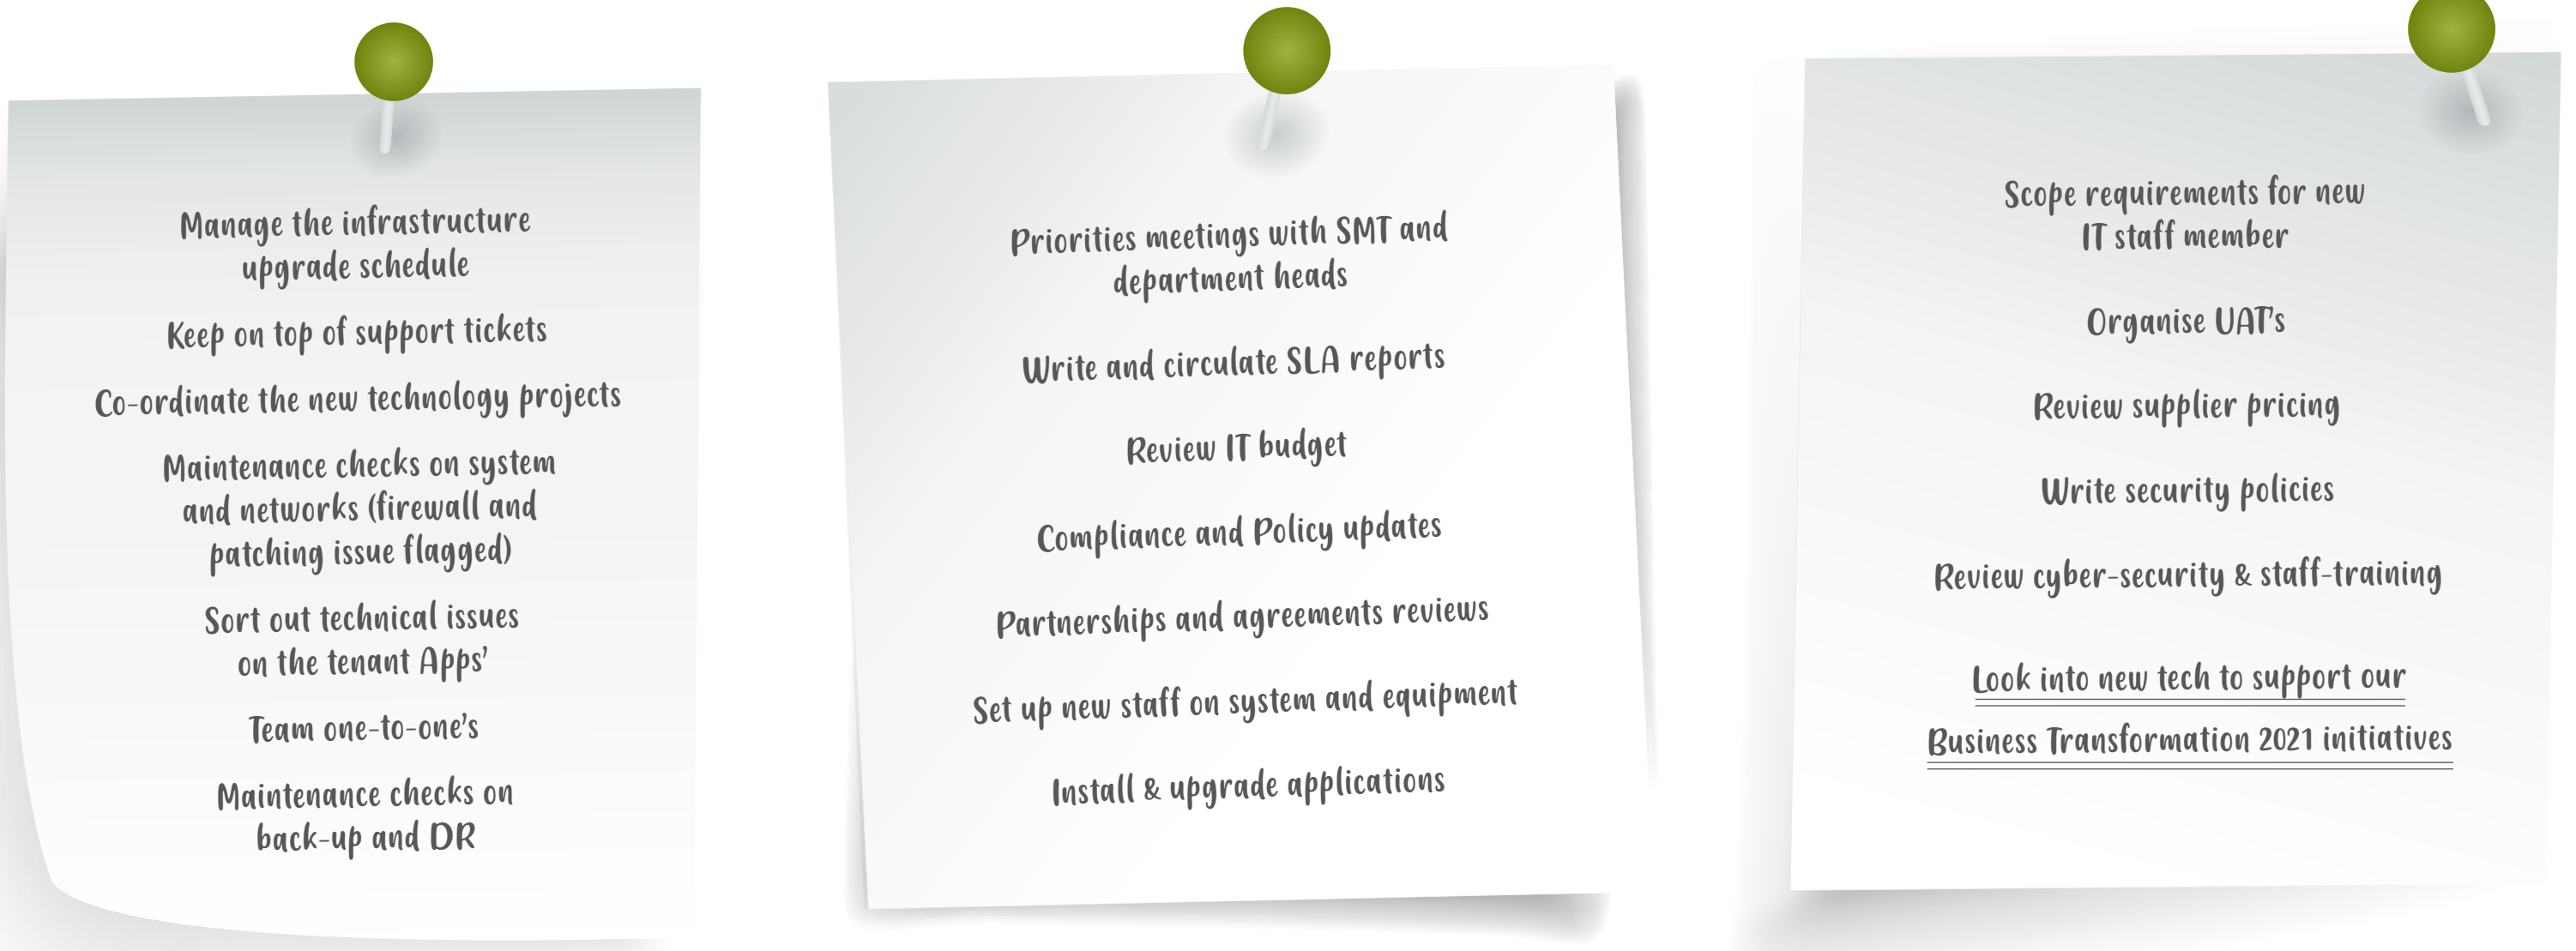 Manage the infrastructure
upgrade schedule
Keep on top of support tickets
Co-ordinate the new technology projects
Maintenance checks on system
and networks (firewall and
patching issue flagged)
Sort out technical issues
on the tenant Apps'
Team one-to-one's
Maintenance checks on
back-up and DR
Priorities meetings with SMT and
department heads
Write and circulate SLA reports
Review IT budget
Compliance and Policy updates
Partnerships and agreements reviews
Set up new staff on system and equipment
Install & upgrade applications
Scope requirements for new
IT staff member
Organise UAT's
Review supplier pricing
Write security policies
Review cyber-security & staff-training
Look into new tech to support our
Business Transformation 2021 initiatives